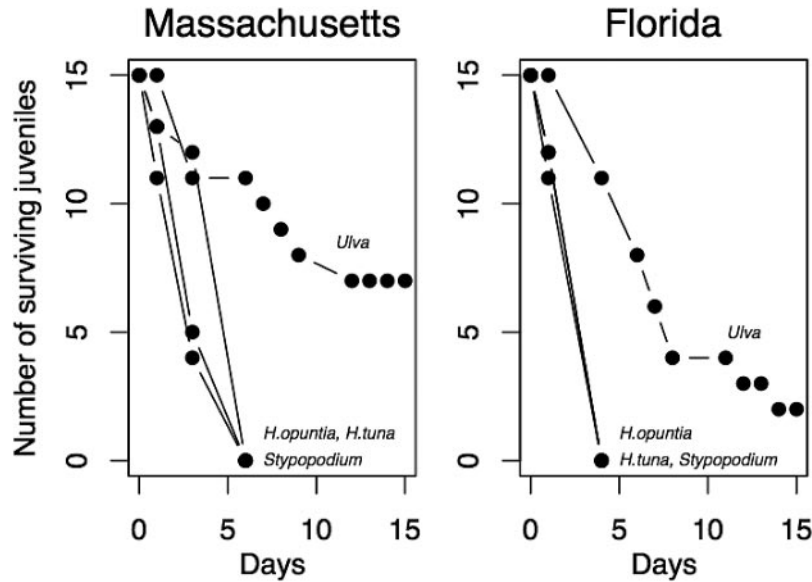 Massachusetts
Florida
Number of surviving juveniles
15
10
5
0
Ulva
H.opuntia, H.tuna
Stypopodium
0 5 10 15
Days
15
10
5
0
Ulva
H.opuntia
H.tuna, Stypopodium
0 5 10 15
Days